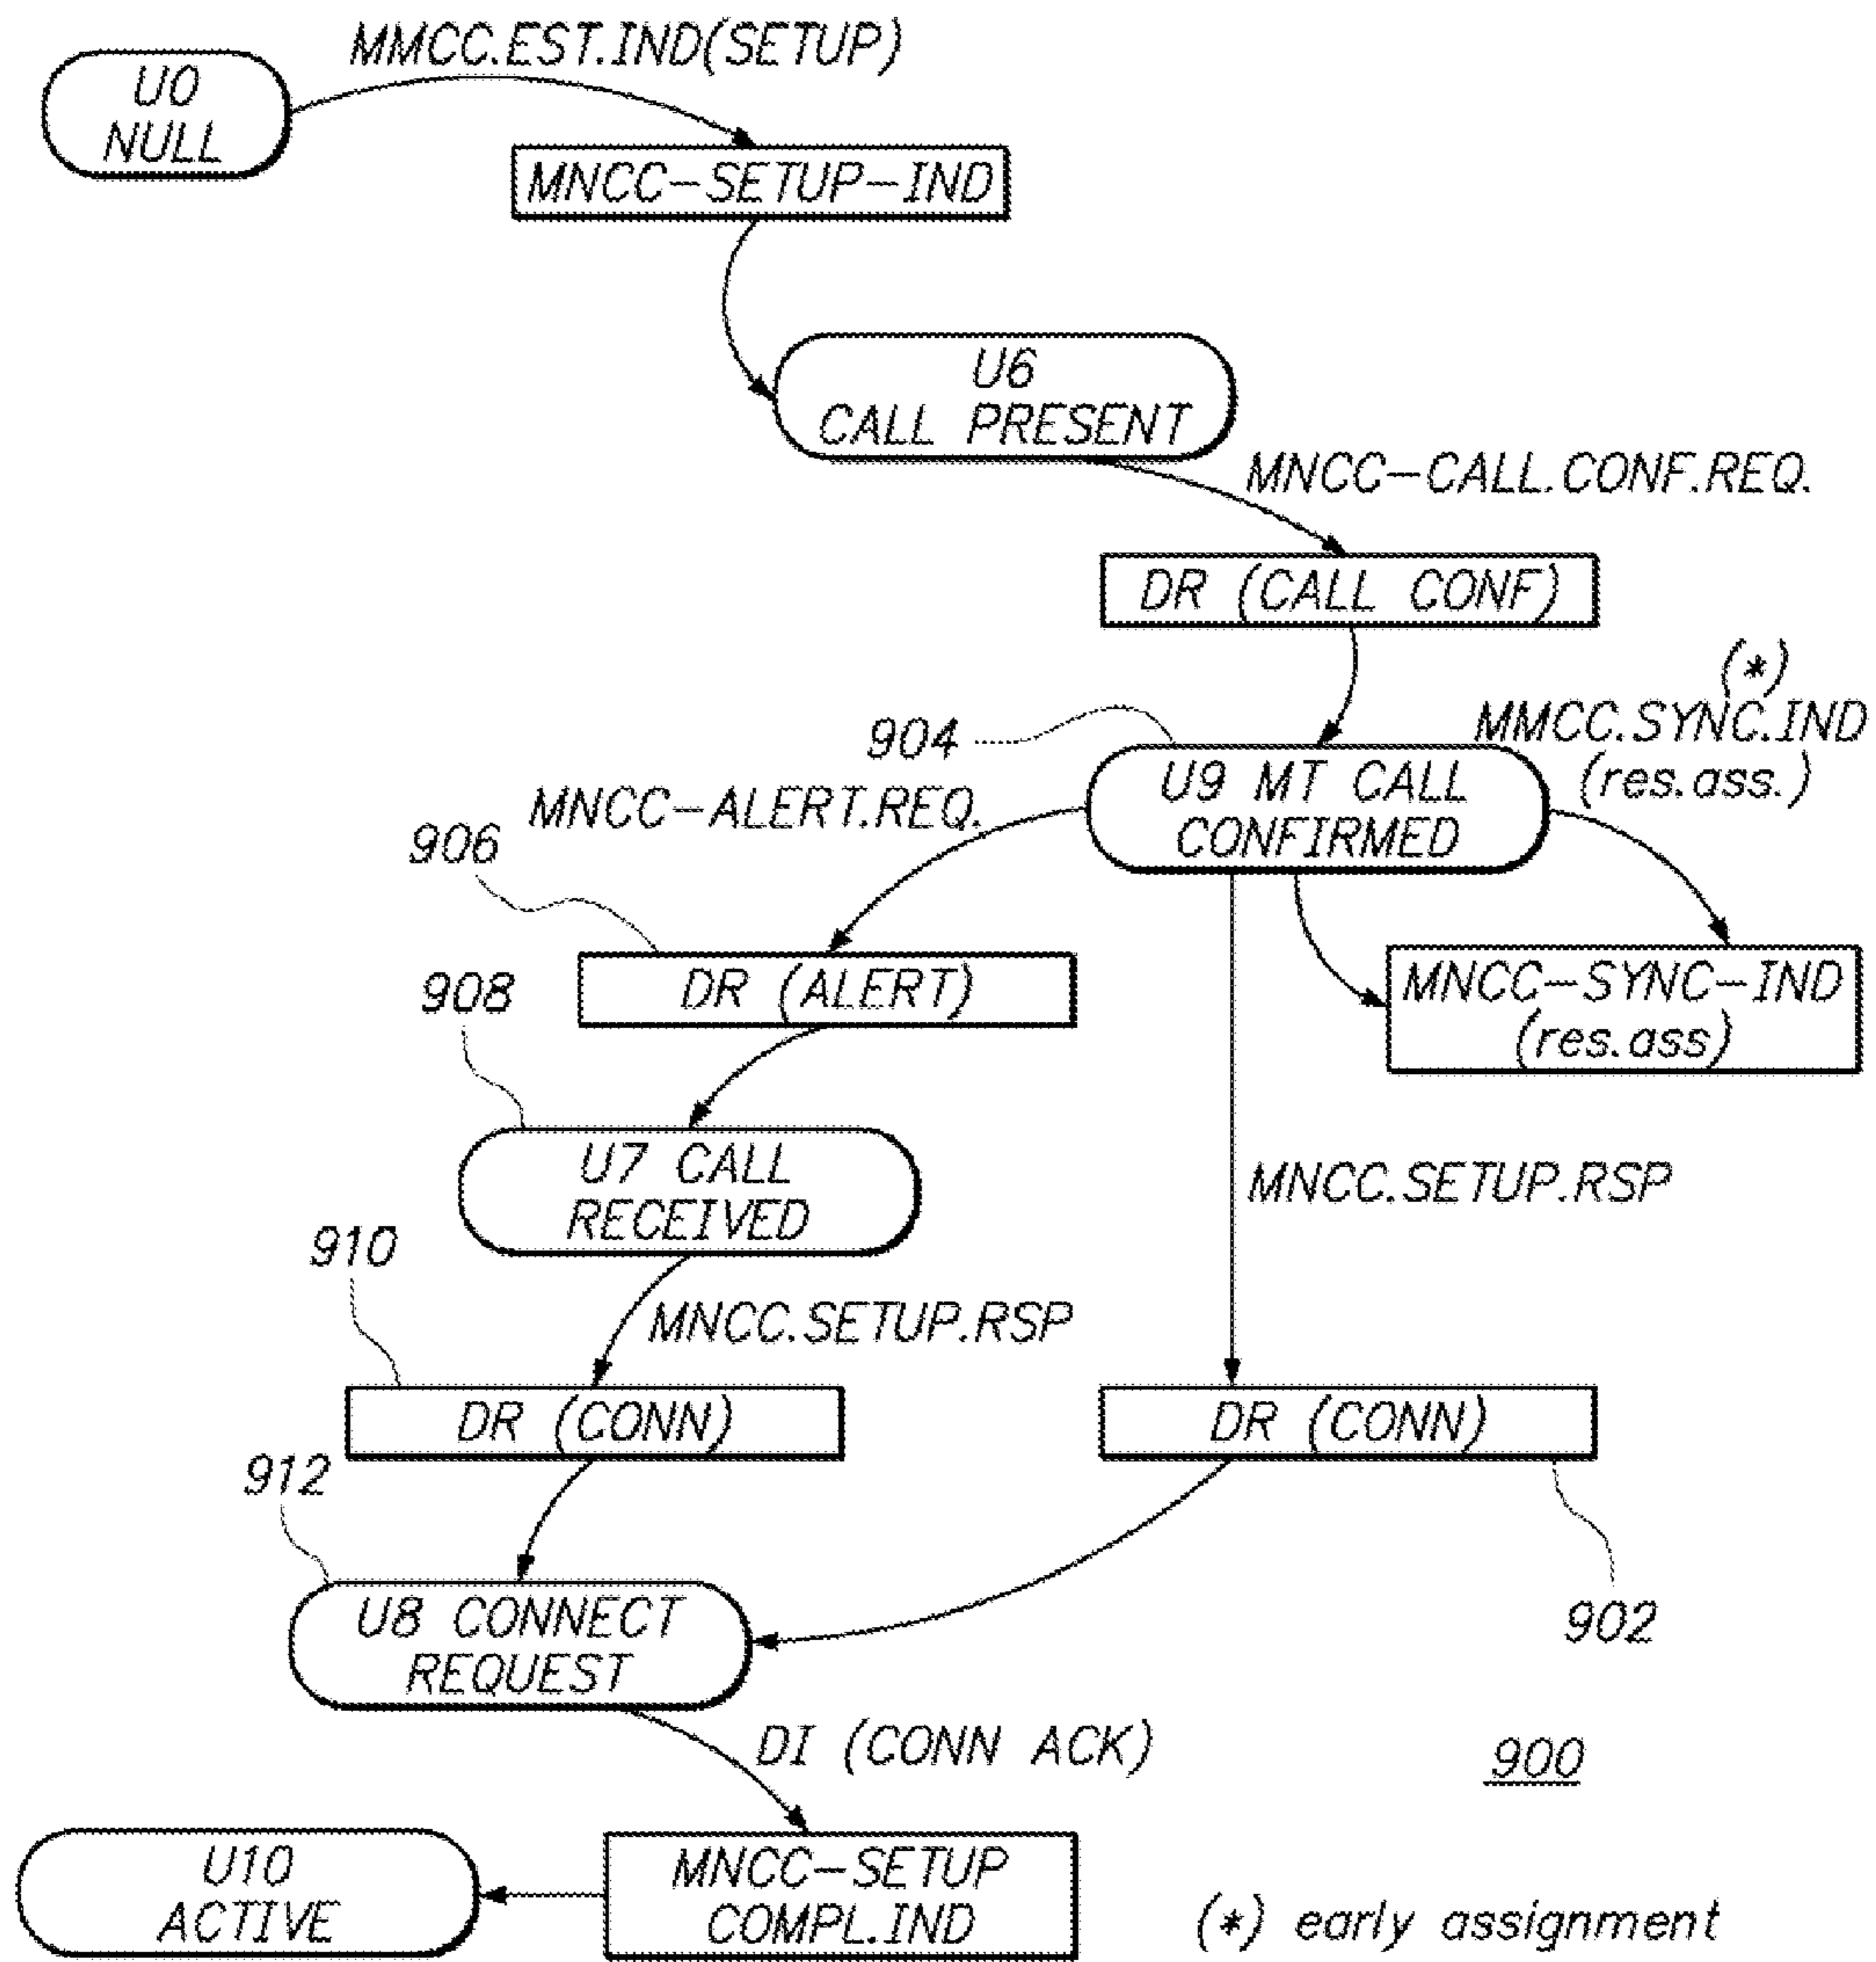 MMCC.EST.IND(SETUP)
U0
NULL
MNCC-SETUP-IND
U6
CALL PRESENT
MNCC-CALL.CONF.REQ.
DR (CALL CONF)
(*)
MMCC.SYNC.IND
(res.ass.)
904
U9 MT CALL
CONFIRMED
MNCC-ALERT.REQ.
906
DR (ALERT)
MNCC-SYNC-IND
(res.ass)
908
U7 CALL
RECEIVED
MNCC.SETUP.RSP
910
MNCC.SETUP.RSP
DR (CONN)
DR (CONN)
912
U8 CONNECT
REQUEST
902
DI (CONN ACK)
900
U10
ACTIVE
MNCC-SETUP
COMPL.IND
(*) early assignment